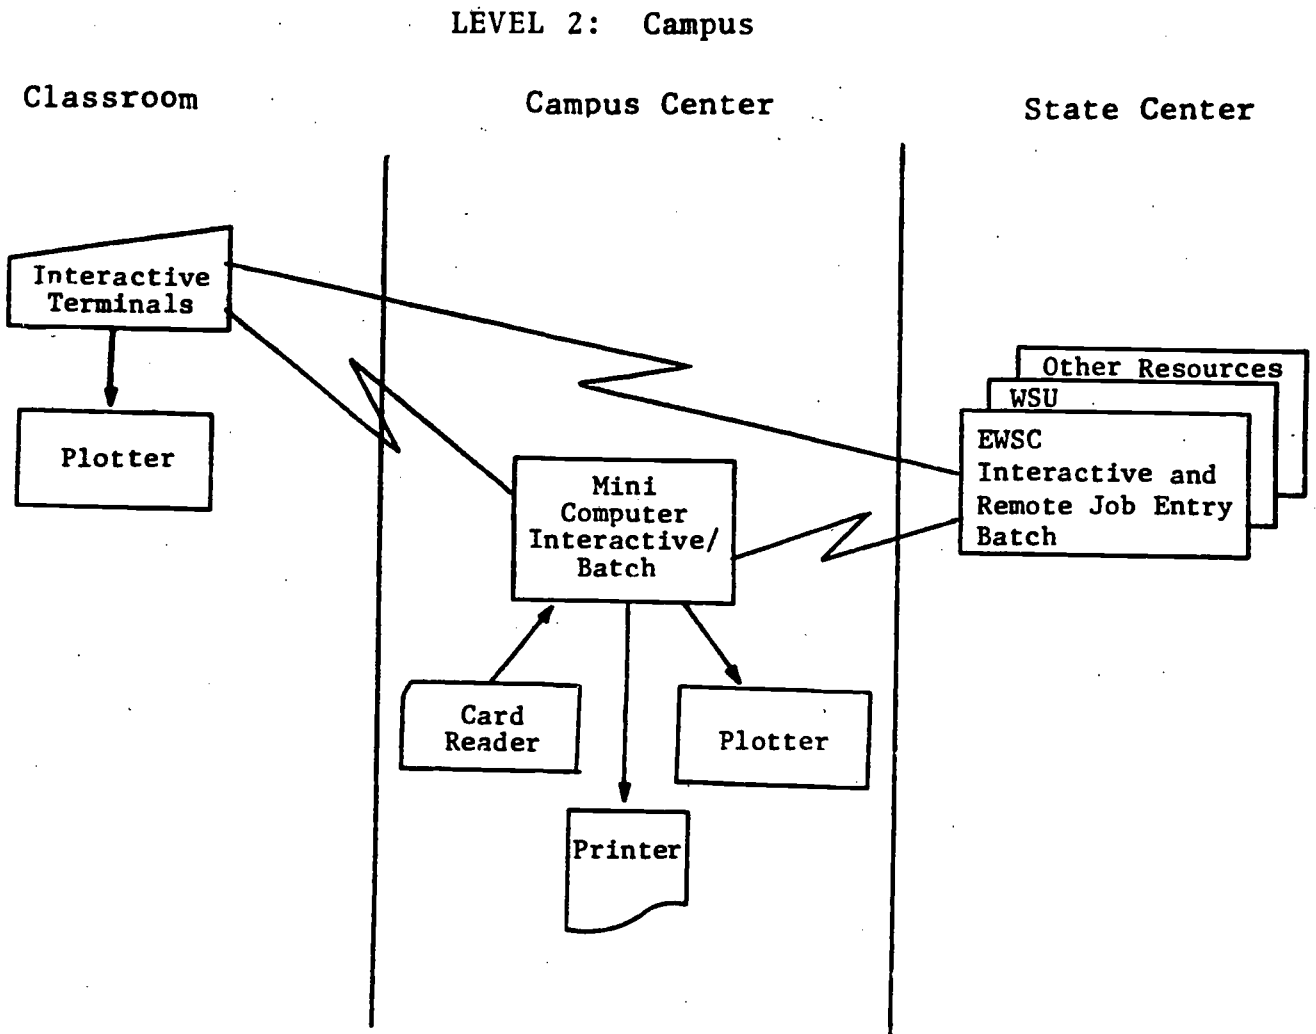 LEVEL 2: Campus
Classroom
Campus Center
State Center
Interactive
Terminals
Plotter
Mini
Computer
Interactive/
Batch
Card
Reader
Plotter
Printer
Other Resources
WSU
EWSC
Interactive and
Remote Job Entry
Batch